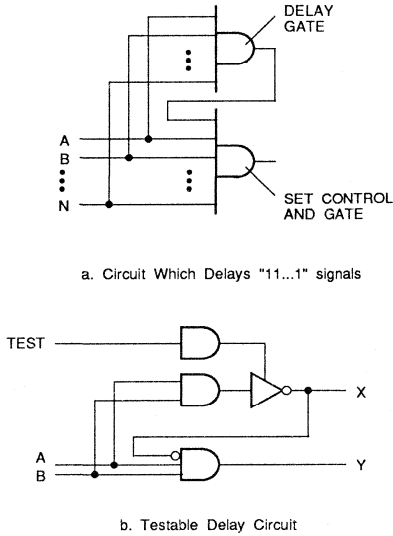 DELAY
GATE
A
B
N
SET CONTROL
AND GATE
a. Circuit Which Delays "11...1" signals
TEST
X
A
B
Y
b. Testable Delay Circuit